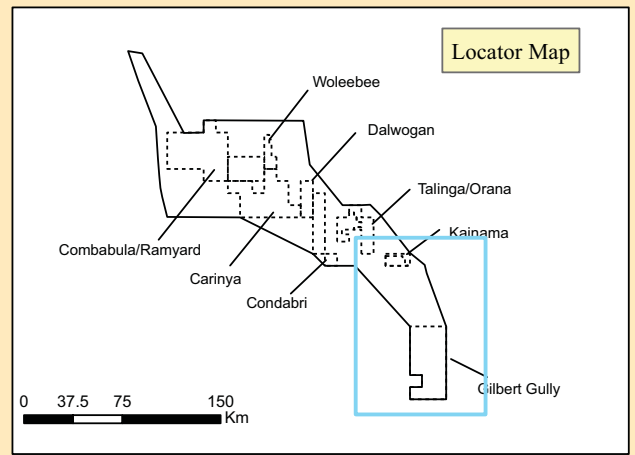 Locator Map
Woleebee
Dalwogan
Talinga/Orana
Kainama
Combabula/Ramyard
Carinya
Condabri
Gilbert Gully
0 37.5 75 150
Km